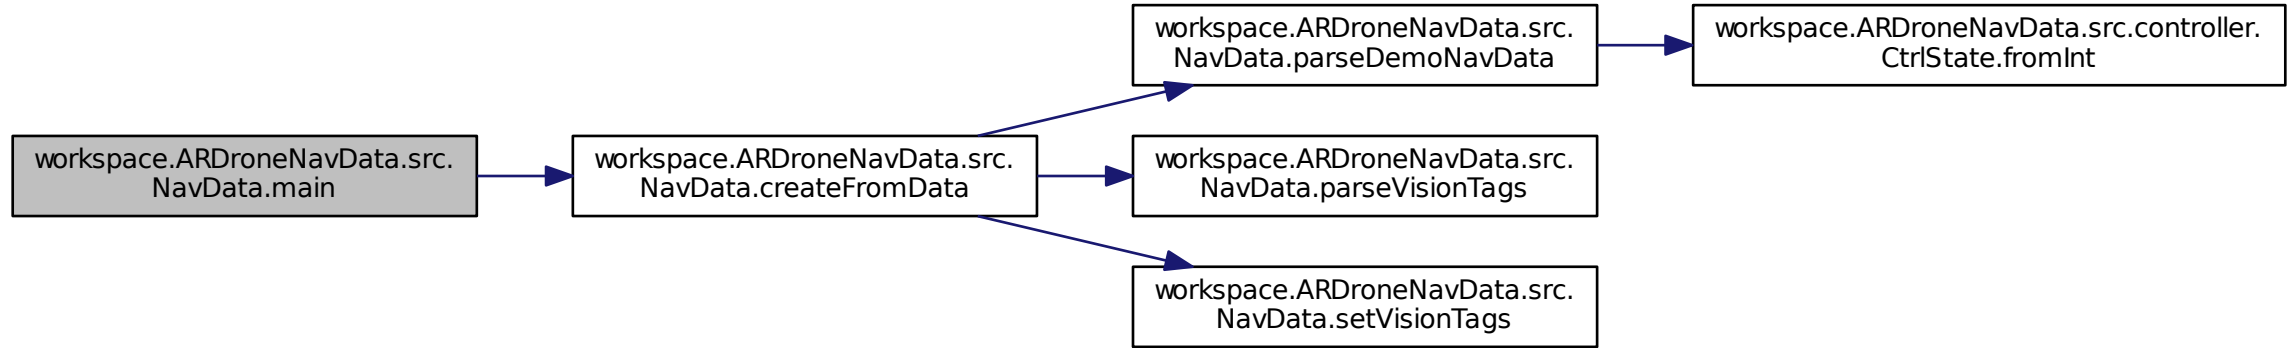 workspace.ARDroneNavData.src.
NavData.main
workspace.ARDroneNavData.src.
NavData.createFromData
workspace.ARDroneNavData.src.
NavData.parseDemoNavData
workspace.ARDroneNavData.src.controller.
CtrlState.fromInt
workspace.ARDroneNavData.src.
NavData.parseVisionTags
workspace.ARDroneNavData.src.
NavData.setVisionTags